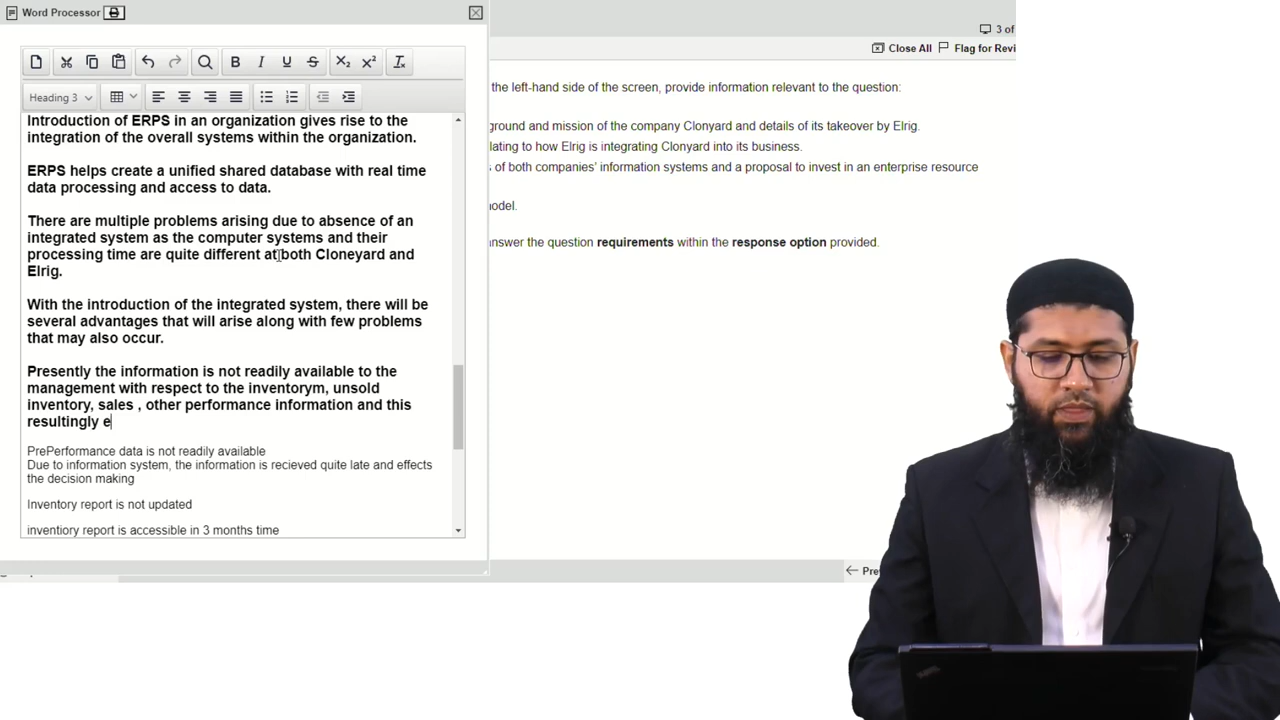 Word Processor
3 of
Close All Flag for Revi
B I U S X₂ X² Tx
Heading 3
the left-hand side of the screen, provide information relevant to the question:
Introduction of ERPS in an organization gives rise to the
integration of the overall systems within the organization.
ground and mission of the company Clonyard and details of its takeover by Elrig.
lating to how Elrig is integrating Clonyard into its business.
s of both companies' information systems and a proposal to invest in an enterprise resource
odel.
nswer the question requirements within the response option provided.
ERPS helps create a unified shared database with real time
data processing and access to data.
There are multiple problems arising due to absence of an
integrated system as the computer systems and their
processing time are quite different at both Cloneyard and
Elrig.
With the introduction of the integrated system, there will be
several advantages that will arise along with few problems
that may also occur.
Presently the information is not readily available to the
management with respect to the inventorym, unsold
inventory, sales , other performance information and this
resultingly e
PrePerformance data is not readily available
Due to information system, the information is recieved quite late and effects
the decision making
Inventory report is not updated
inventiory report is accessible in 3 months time
Pre